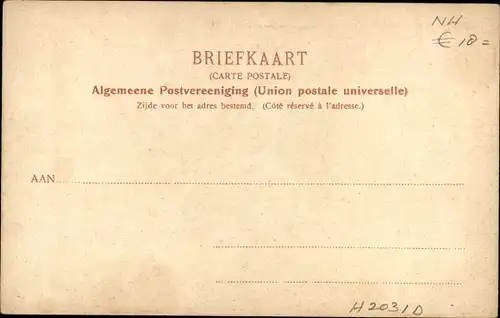 NH
€ 18=
BRIEFKAART
(CARTE POSTALE)
Algemeene Postvereeniging (Union postale universelle)
Zijde voor het adres bestemd. (Côté réservé à l'adresse.)
AAN
H2031D